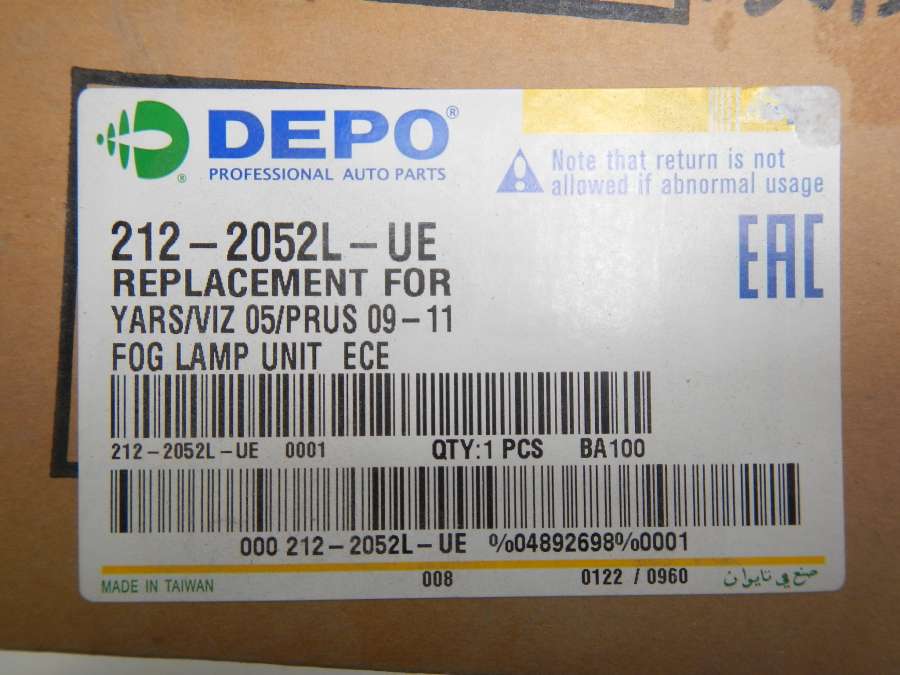 DEPO®
PROFESSIONAL AUTO PARTS
®
Note that return is not
allowed if abnormal usage
EAC
212-2052L-UE
REPLACEMENT FOR
YARS/VIZ 05/PRUS 09-11
FOG LAMP UNIT ECE
212-2052L-UE 0001 QTY:1 PCS BA100
000 212-2052L-UE %04892698%0001
MADE IN TAIWAN 008 0122 / 0960 صنع في تايوان